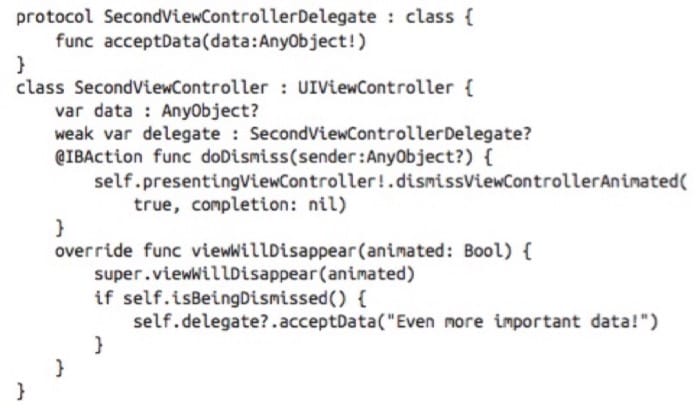 protocol SecondViewControllerDelegate : class {
    func acceptData(data:AnyObject!)
}
class SecondViewController : UIViewController {
    var data : AnyObject?
    weak var delegate : SecondViewControllerDelegate?
    @IBAction func doDismiss(sender:AnyObject?) {
        self.presentingViewController!.dismissViewControllerAnimated(
            true, completion: nil)
    }
    override func viewWillDisappear(animated: Bool) {
        super.viewWillDisappear(animated)
        if self.isBeingDismissed() {
            self.delegate?.acceptData("Even more important data!")
        }
    }
}